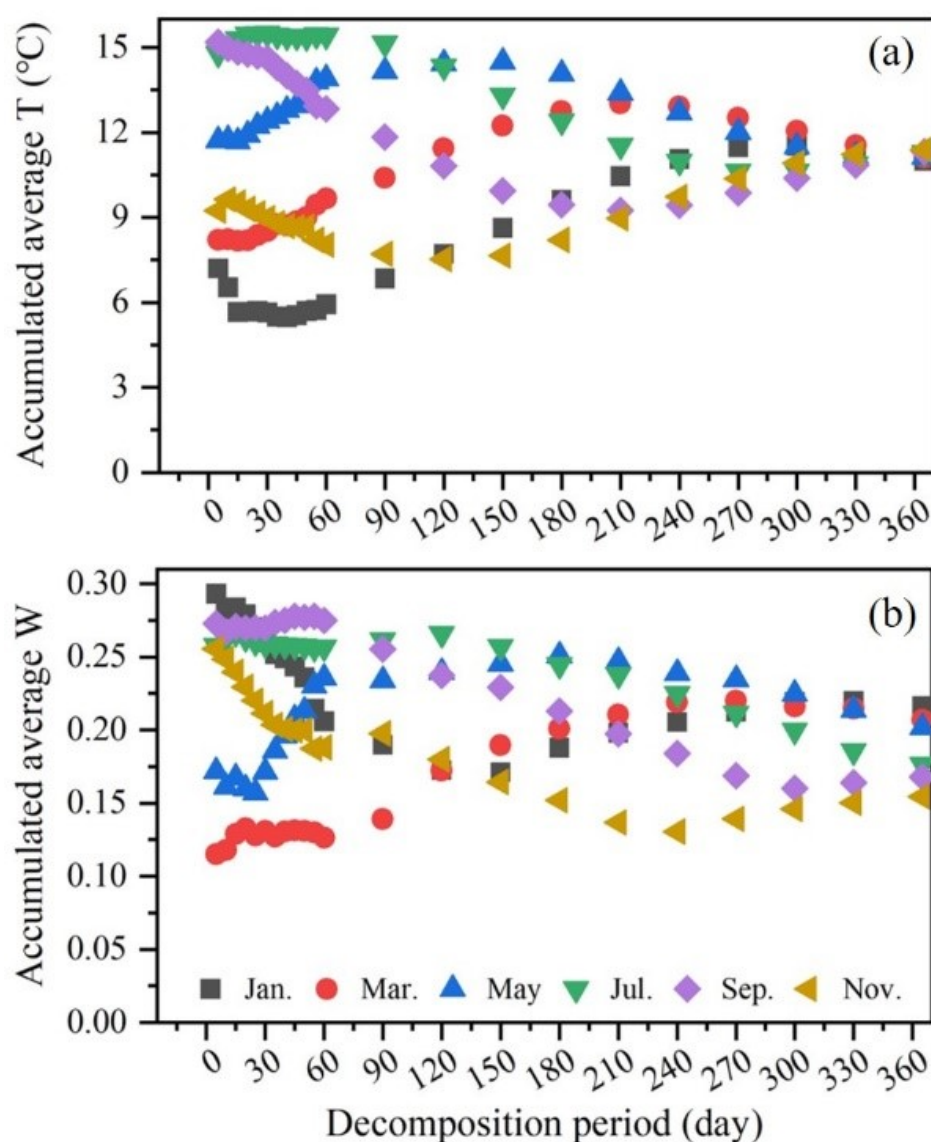 (a)
Accumulated average T (°C)
15
12
9
6
3
0
0 30 60 90 120 150 180 210 240 270 300 330 360
(b)
Accumulated average W
0.30
0.25
0.20
0.15
0.10
0.05
0.00
Jan. Mar. May Jul. Sep. Nov.
0 30 60 90 120 150 180 210 240 270 300 330 360
Decomposition period (day)